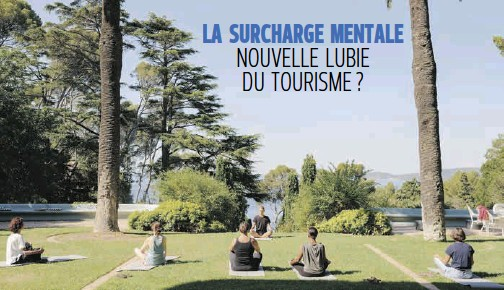 LA SURCHARGE MENTALE
NOUVELLE LUBIE
DU TOURISME ?